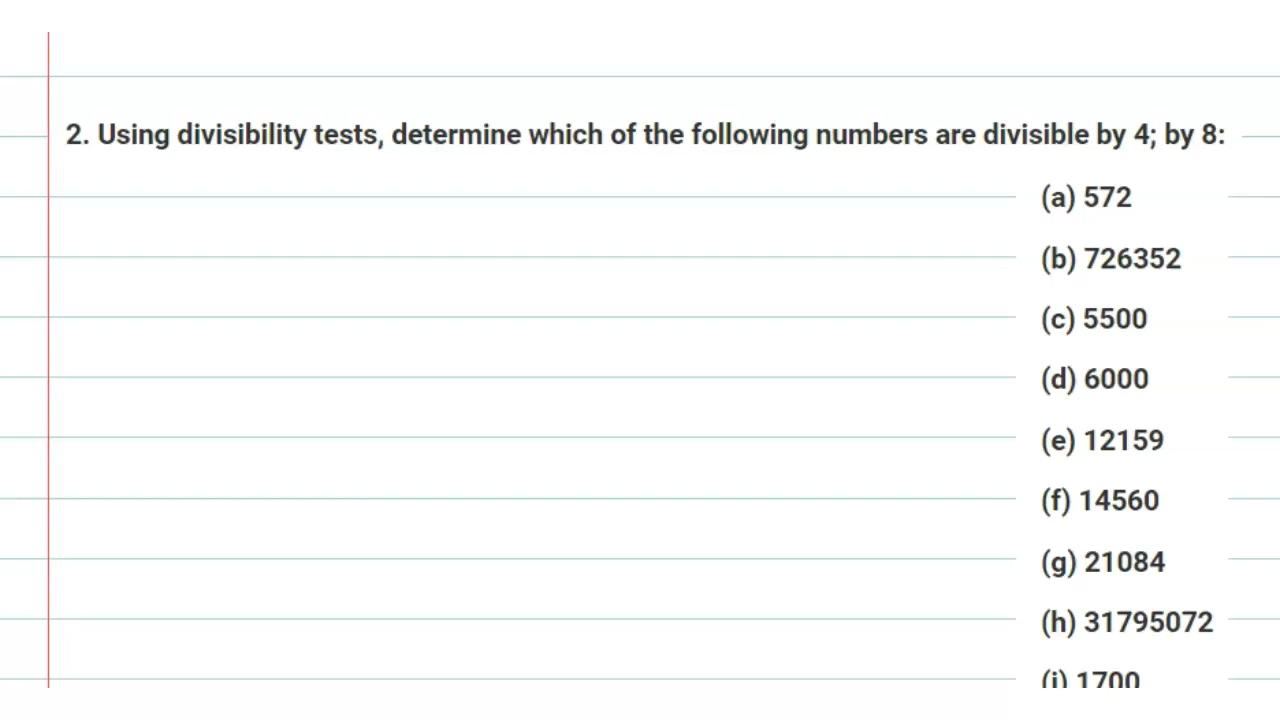 2. Using divisibility tests, determine which of the following numbers are divisible by 4; by 8:
(a) 572
(b) 726352
(c) 5500
(d) 6000
(e) 12159
(f) 14560
(g) 21084
(h) 31795072
(i) 1700